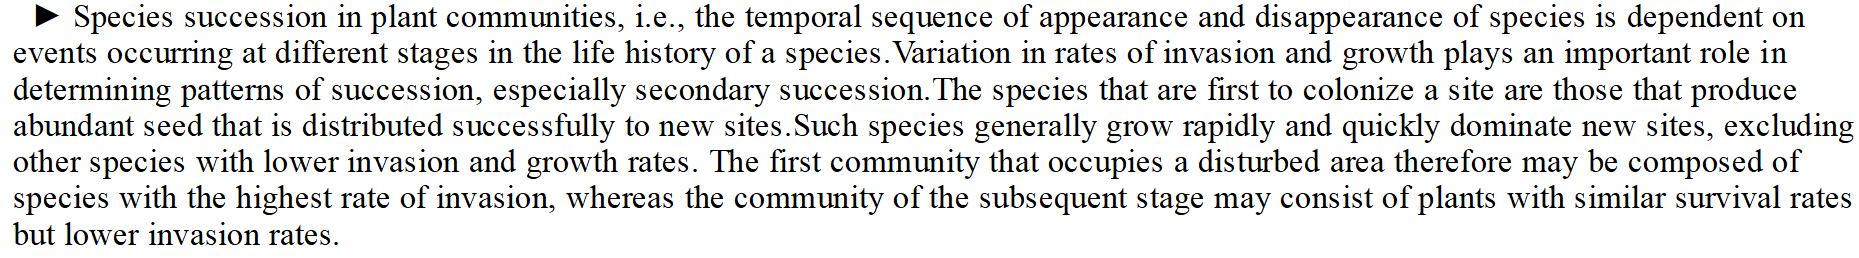 ► Species succession in plant communities, i.e., the temporal sequence of appearance and disappearance of species is dependent on
events occurring at different stages in the life history of a species.Variation in rates of invasion and growth plays an important role in
determining patterns of succession, especially secondary succession.The species that are first to colonize a site are those that produce
abundant seed that is distributed successfully to new sites.Such species generally grow rapidly and quickly dominate new sites, excluding
other species with lower invasion and growth rates. The first community that occupies a disturbed area therefore may be composed of
species with the highest rate of invasion, whereas the community of the subsequent stage may consist of plants with similar survival rates
but lower invasion rates.